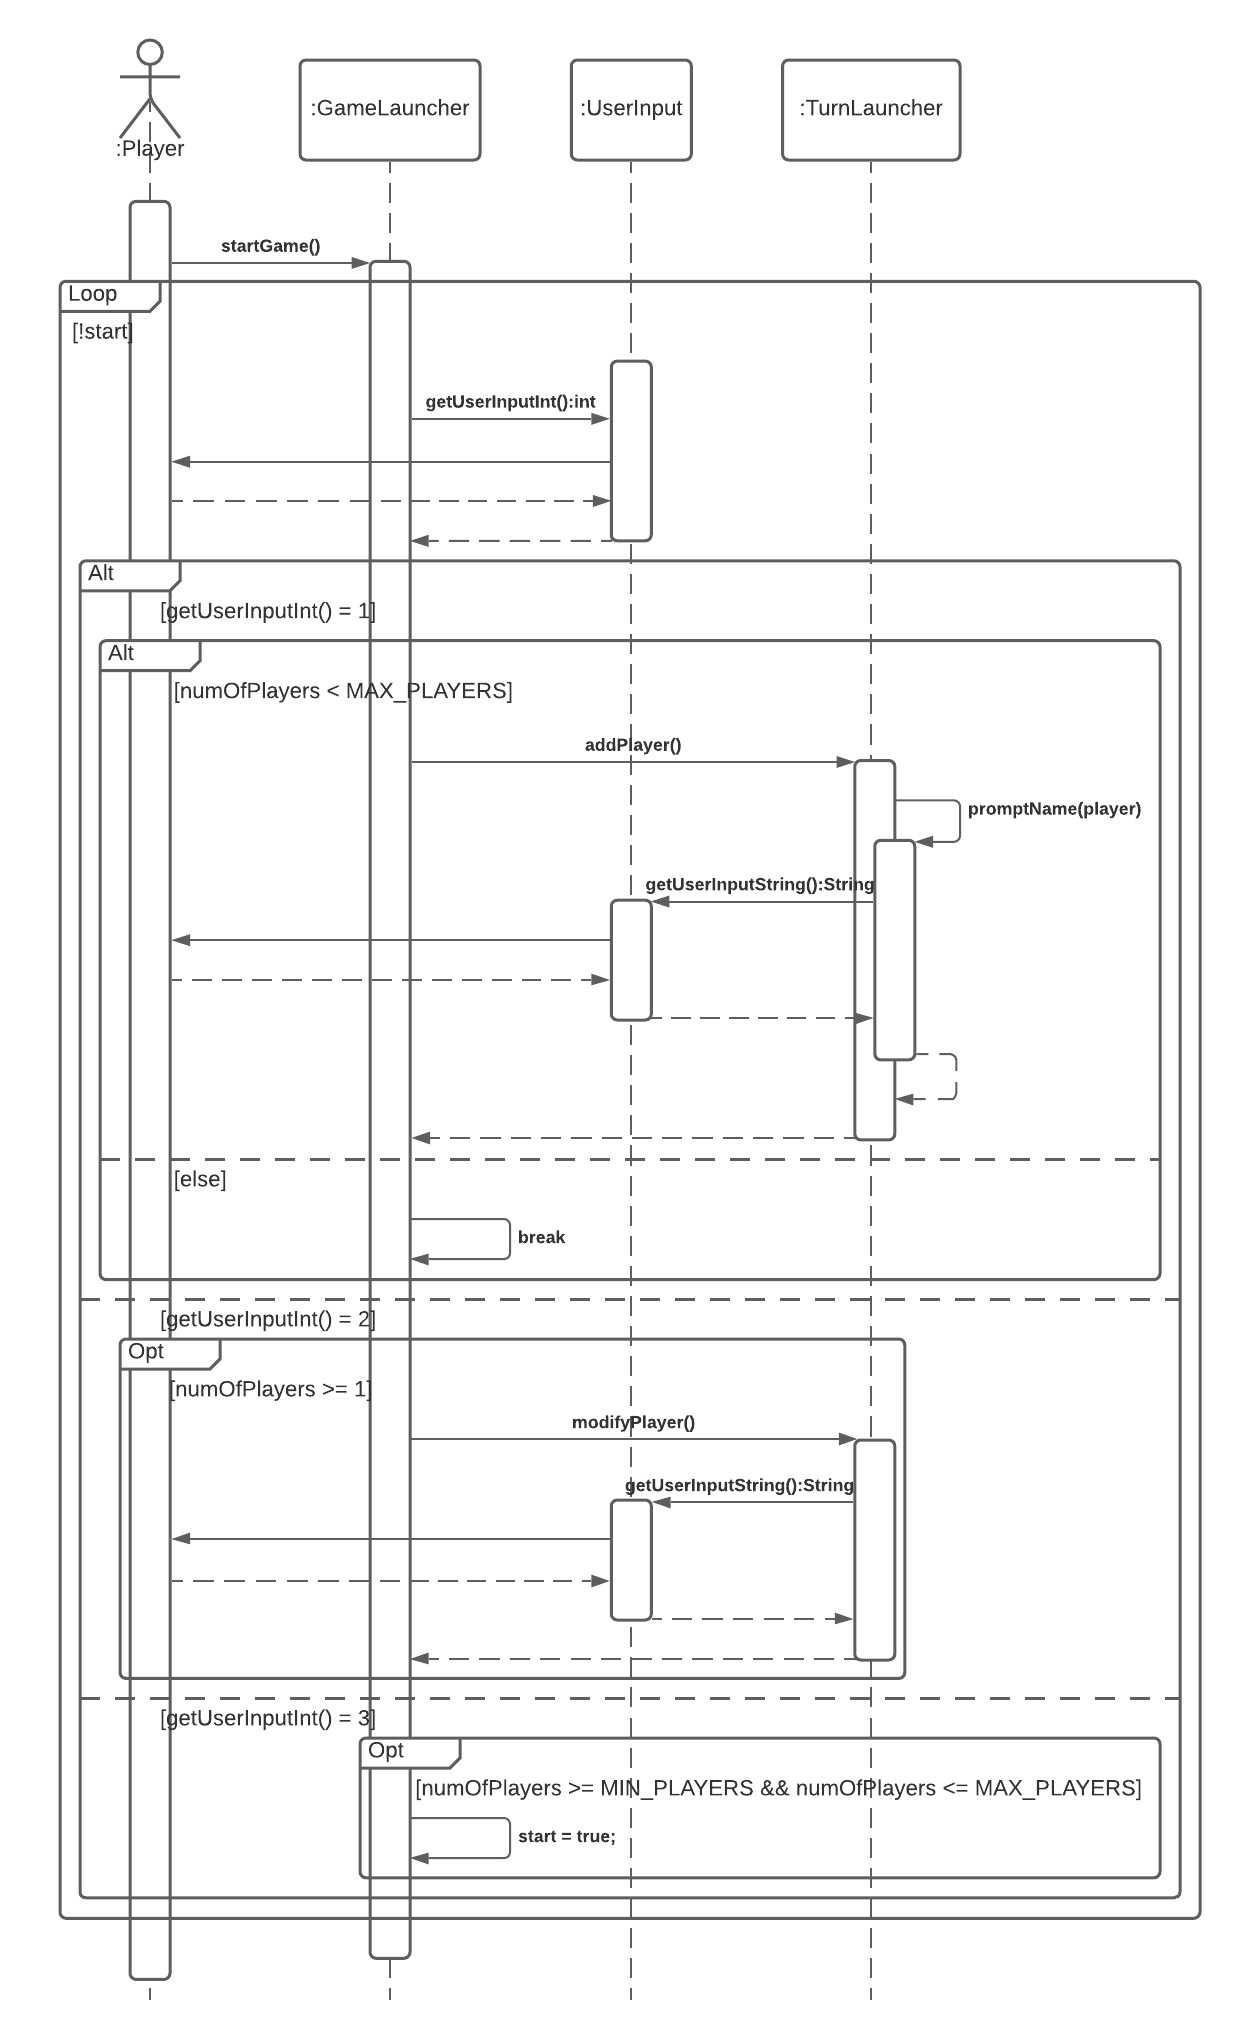 :Player
:GameLauncher
:UserInput
:TurnLauncher
startGame()
Loop
[!start]
getUserInputInt():int
Alt
[getUserInputInt() = 1]
Alt
[numOfPlayers < MAX_PLAYERS]
addPlayer()
promptName(player)
getUserInputString():String
[else]
break
[getUserInputInt() = 2]
Opt
[numOfPlayers >= 1]
modifyPlayer()
getUserInputString():String
[getUserInputInt() = 3]
Opt
[numOfPlayers >= MIN_PLAYERS && numOfPlayers <= MAX_PLAYERS]
start = true;